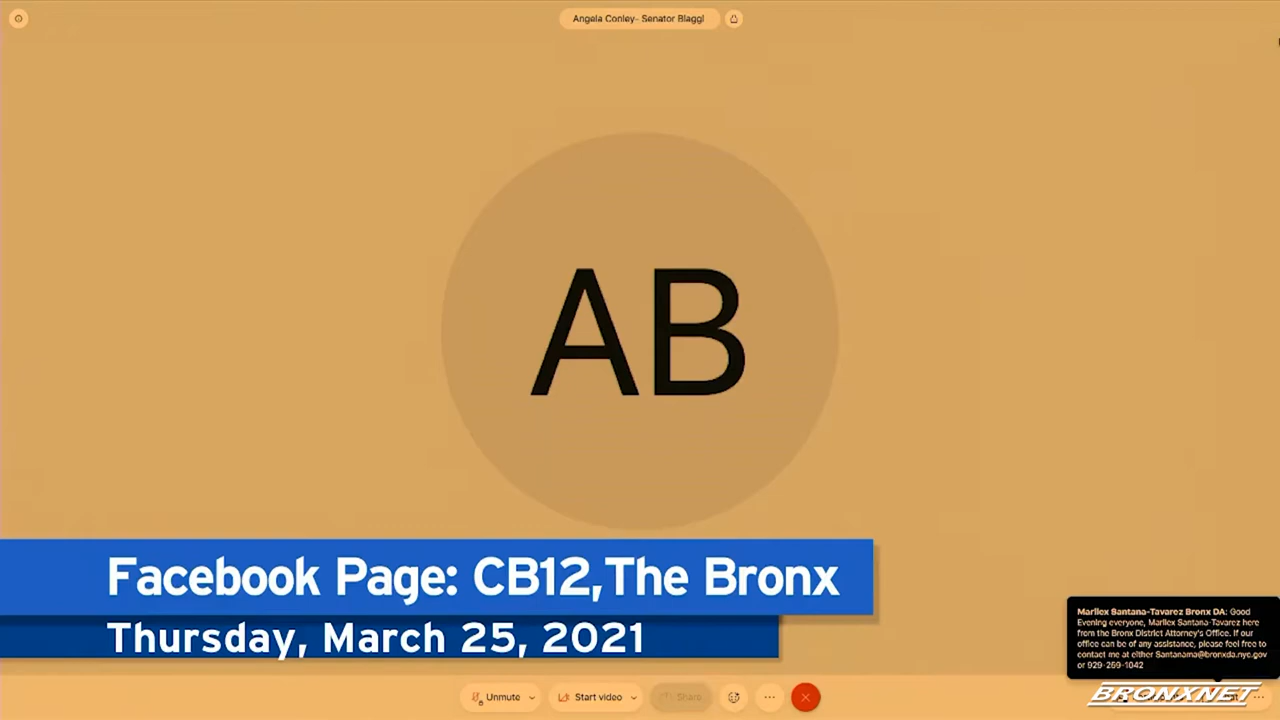 Angela Conley- Senator Biaggi
AB
Facebook Page: CB12,The Bronx
Thursday, March 25, 2021
Marilex Santana-Tavarez Bronx DA: Good
Evening everyone, Marilex Santana-Tavarez here
from the Bronx District Attorney's Office. If our
office can be of any assistance, please feel free to
contact me at either Santanama@bronxda.nyc.gov
or 929-269-1042
Unmute
Start video
Share
BRONXNET